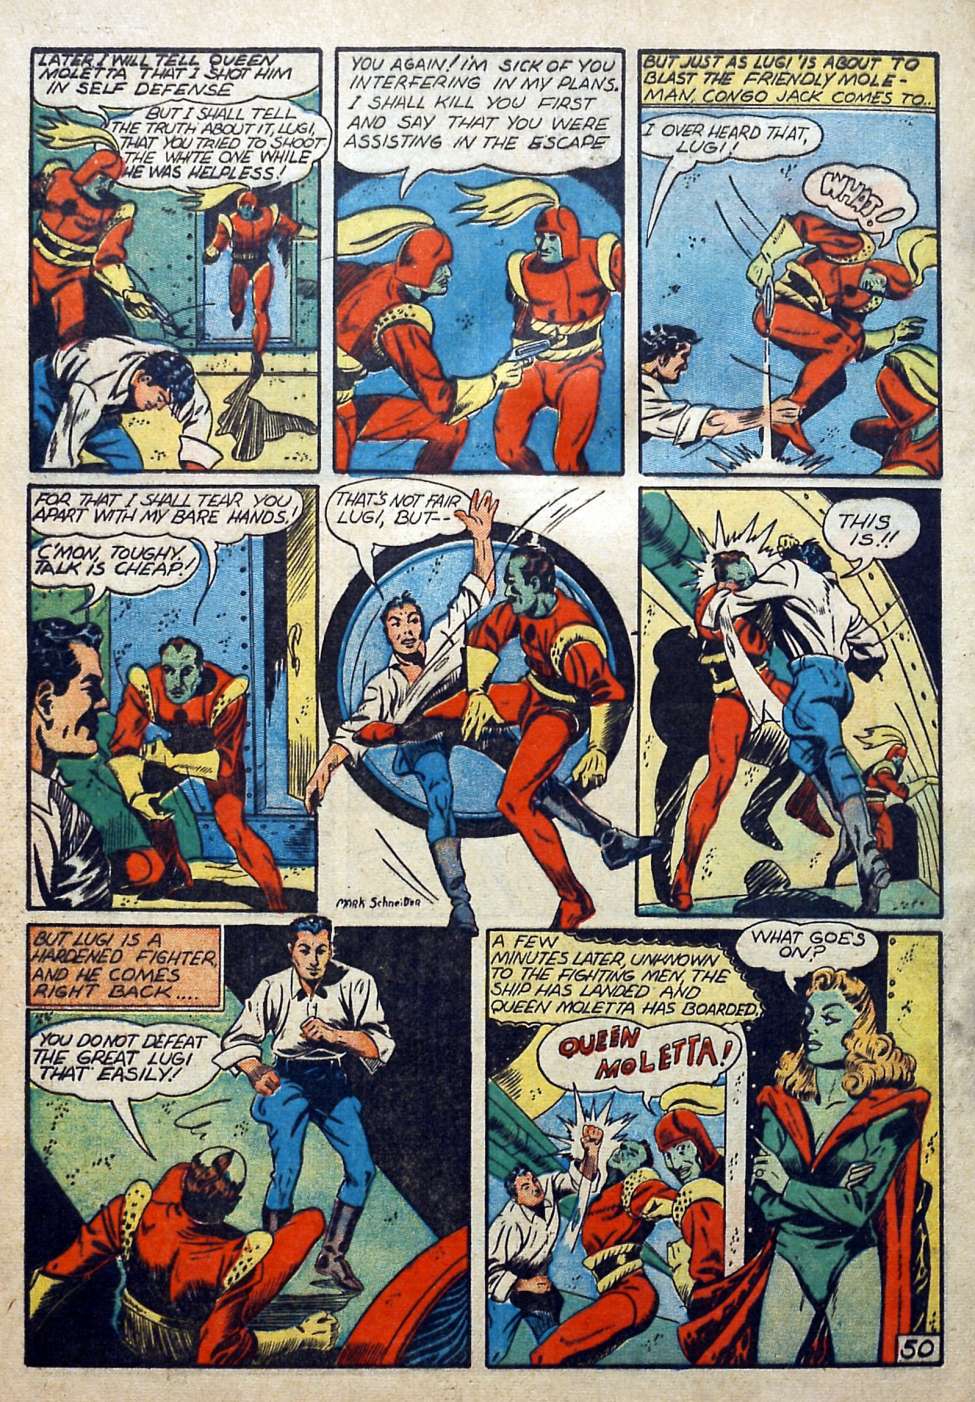 LATER I WILL TELL QUEEN
MOLETTA THAT I SHOT HIM
IN SELF DEFENSE
BUT I SHALL TELL
THE TRUTH ABOUT IT, LUGI,
THAT YOU TRIED TO SHOOT
THE WHITE ONE WHILE
HE WAS HELPLESS!
YOU AGAIN! I'M SICK OF YOU
INTERFERING IN MY PLANS.
I SHALL KILL YOU FIRST
AND SAY THAT YOU WERE
ASSISTING IN THE ESCAPE
BUT JUST AS LUGI IS ABOUT TO
BLAST THE FRIENDLY MOLE-
MAN, CONGO JACK COMES TO..
I OVER HEARD THAT,
LUGI!
WHAT!
FOR THAT I SHALL TEAR YOU
APART WITH MY BARE HANDS!
C'MON, TOUGHY.
TALK IS CHEAP!
THAT'S NOT FAIR
LUGI, BUT--
MARK SCHNEIDER
THIS
IS!!
BUT LUGI IS A
HARDENED FIGHTER,
AND HE COMES
RIGHT BACK....
YOU DO NOT DEFEAT
THE GREAT LUGI
THAT EASILY!
A FEW
MINUTES LATER, UNKNOWN
TO THE FIGHTING MEN, THE
SHIP HAS LANDED AND
QUEEN MOLETTA HAS BOARDED.
WHAT GOES
ON?
QUEEN
MOLETTA!
50